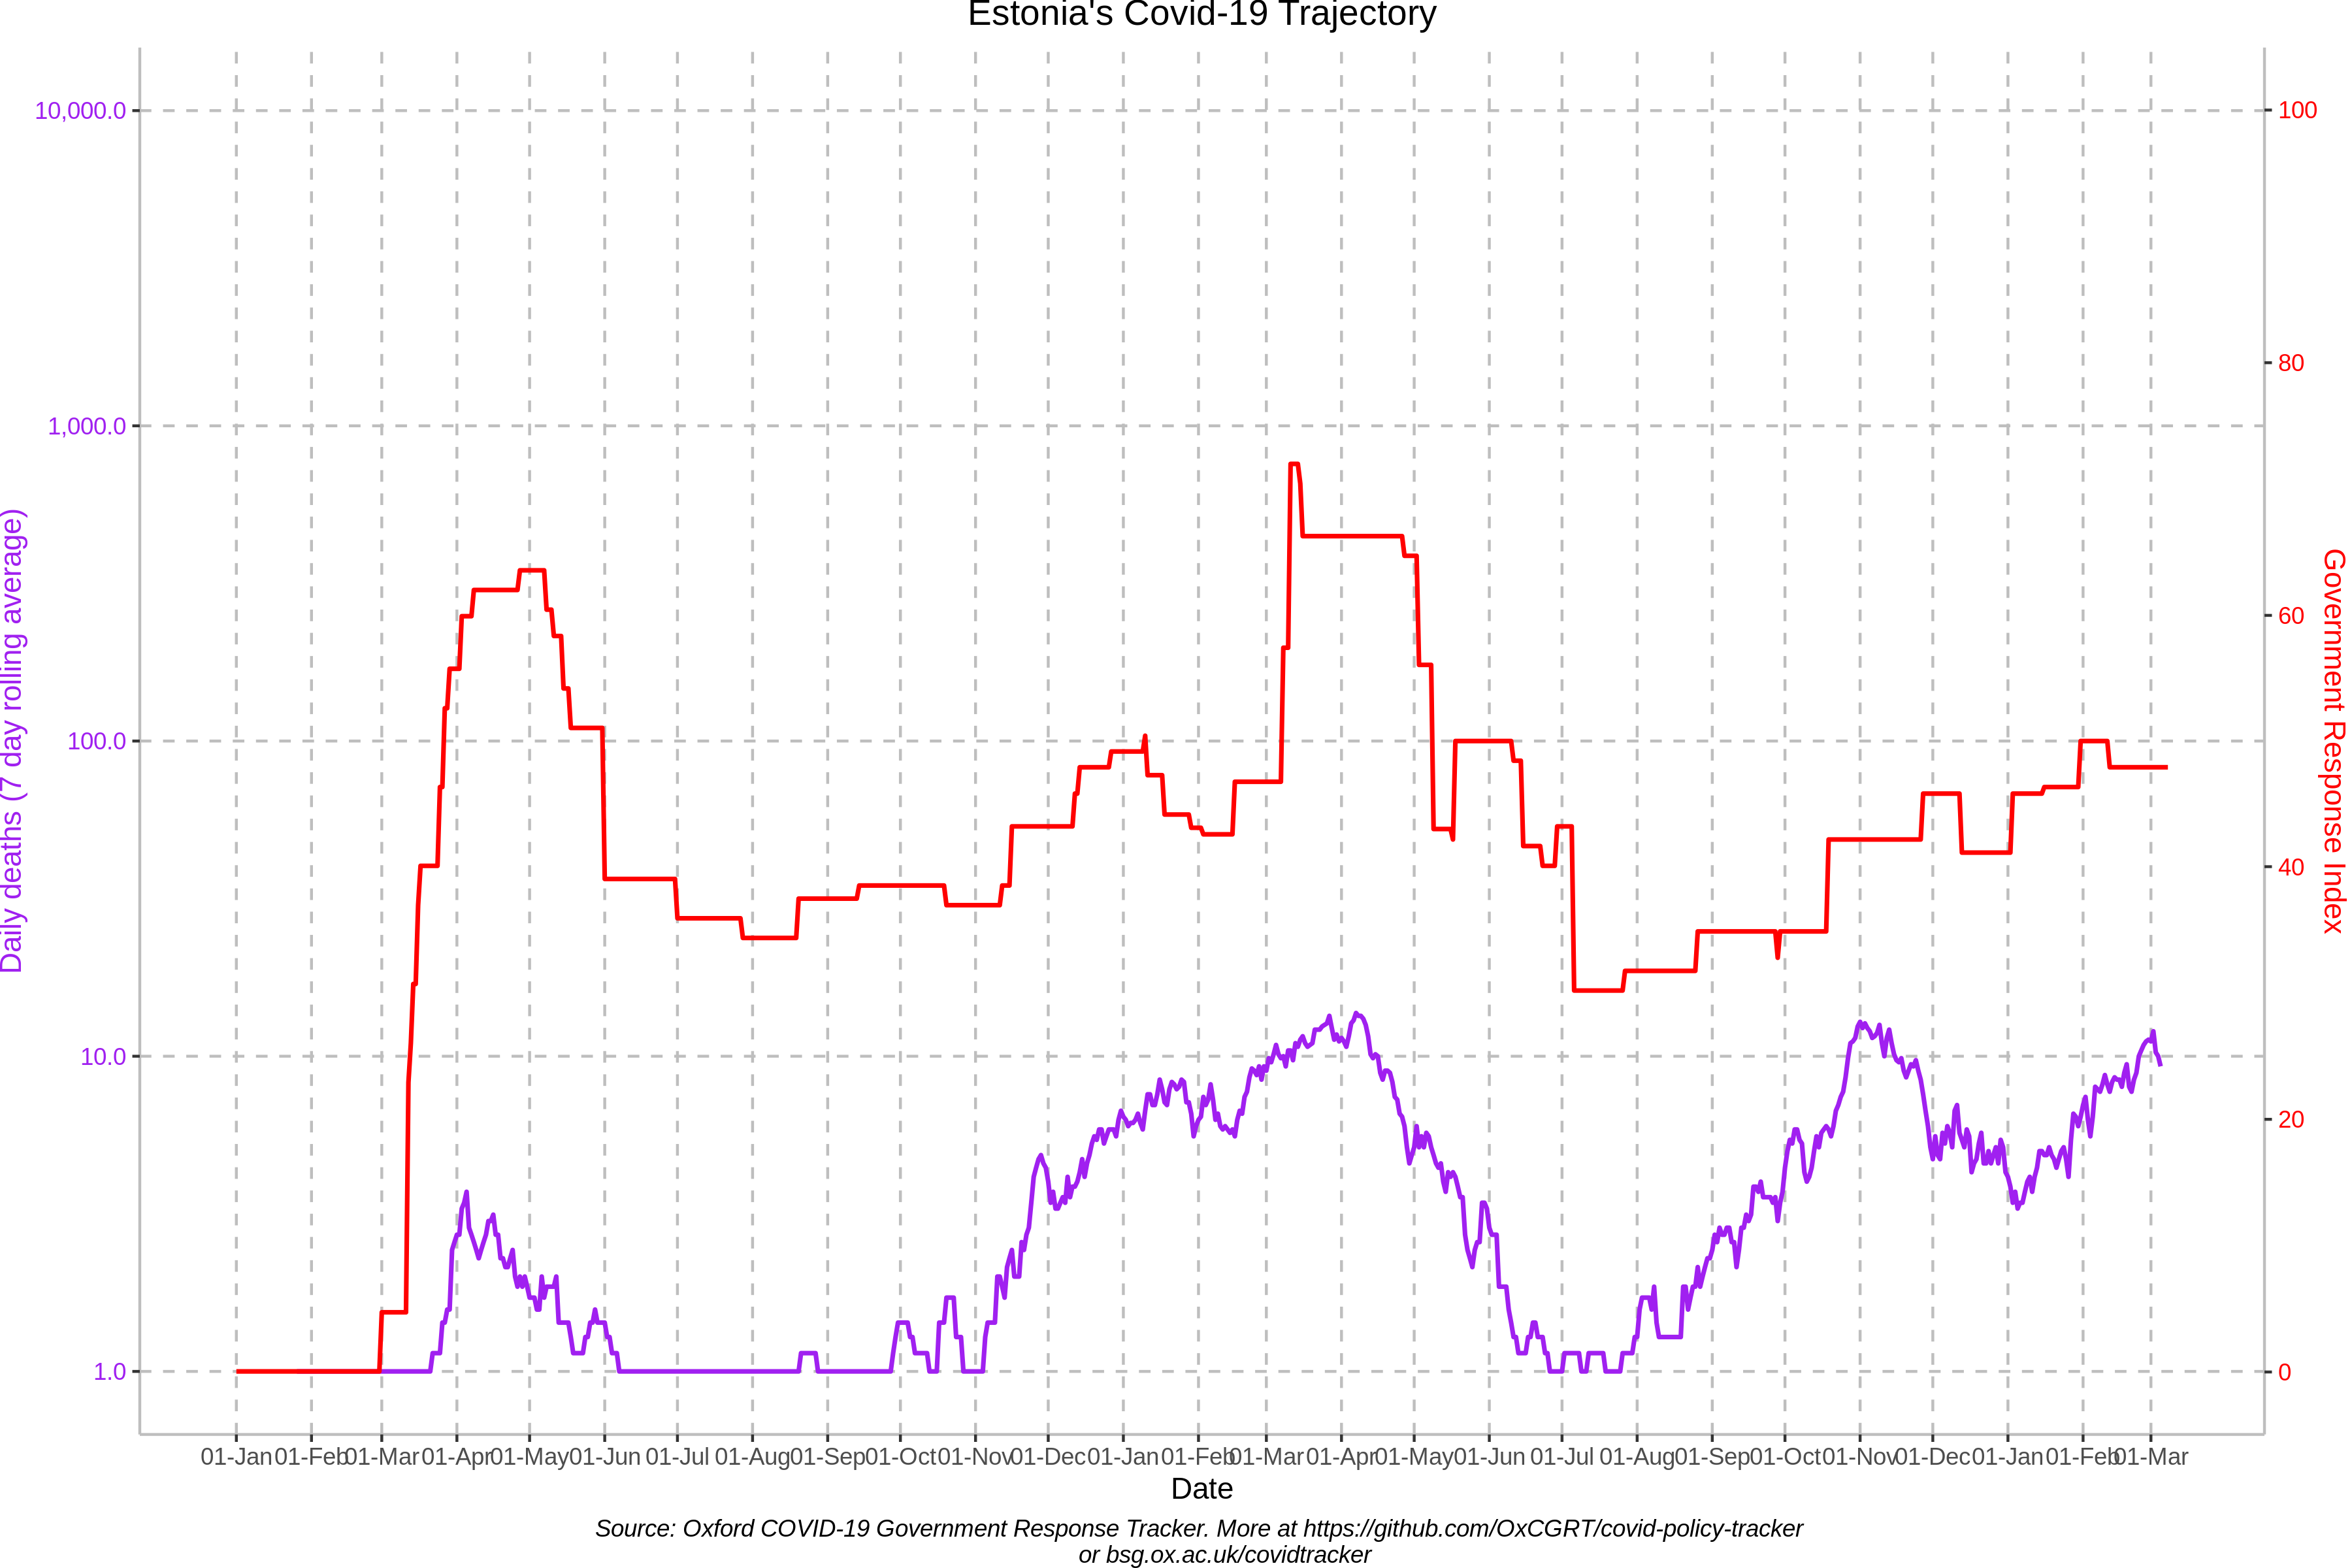 Estonia's Covid-19 Trajectory
10,000.0
1,000.0
100.0
10.0
1.0
Daily deaths (7 day rolling average)
100
80
60
40
20
0
Government Response Index
01-Jan 01-Feb 01-Mar 01-Apr 01-May 01-Jun 01-Jul 01-Aug 01-Sep 01-Oct 01-Nov 01-Dec 01-Jan 01-Feb 01-Mar 01-Apr 01-May 01-Jun 01-Jul 01-Aug 01-Sep 01-Oct 01-Nov 01-Dec 01-Jan 01-Feb 01-Mar
Date
Source: Oxford COVID-19 Government Response Tracker. More at https://github.com/OxCGRT/covid-policy-tracker
or bsg.ox.ac.uk/covidtracker